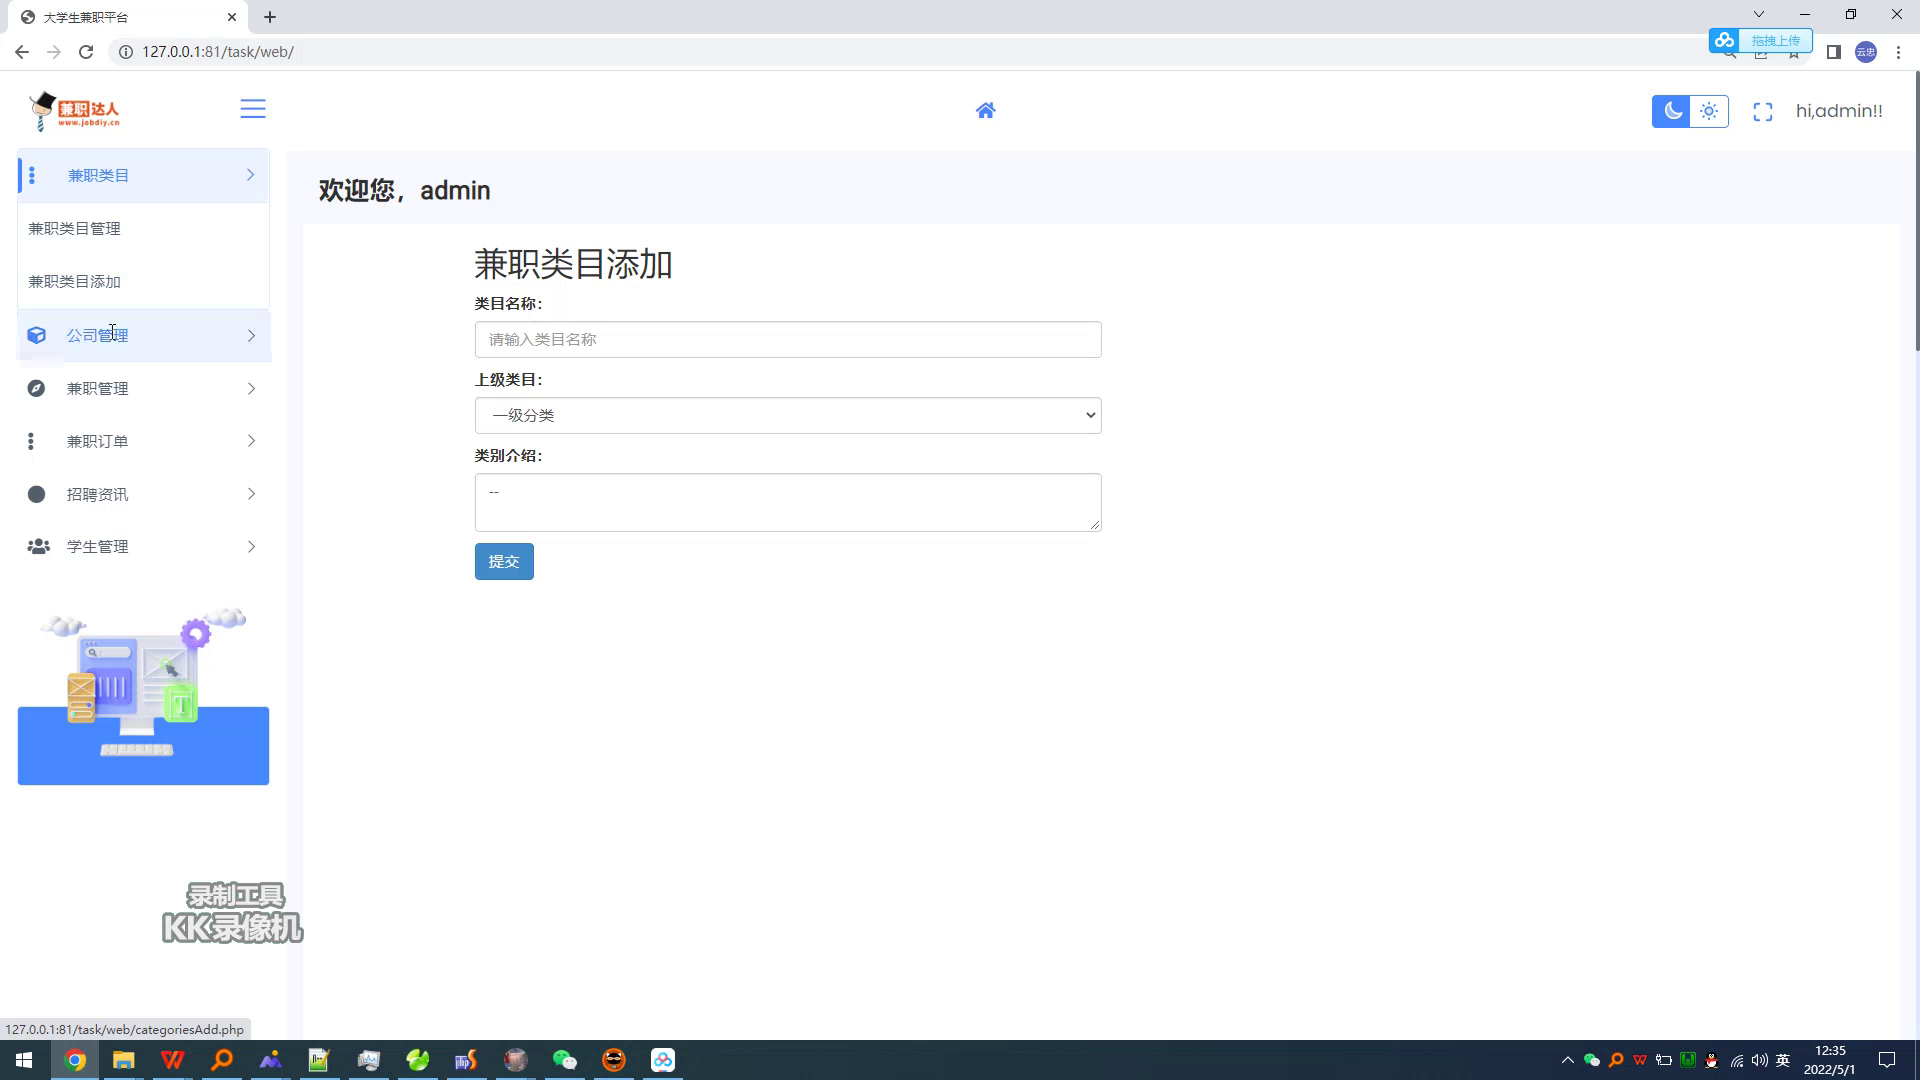 大学生兼职平台
127.0.0.1:81/task/web/
拖拽上传
云忠
兼职达人
www.jobdiy.cn
hi,admin!!
兼职类目
兼职类目管理
兼职类目添加
公司管理
兼职管理
兼职订单
招聘资讯
学生管理
欢迎您，admin
兼职类目添加
类目名称：
请输入类目名称
上级类目：
一级分类
类别介绍：
--
提交
录制工具
KK录像机
127.0.0.1:81/task/web/categoriesAdd.php
英
12:35
2022/5/1